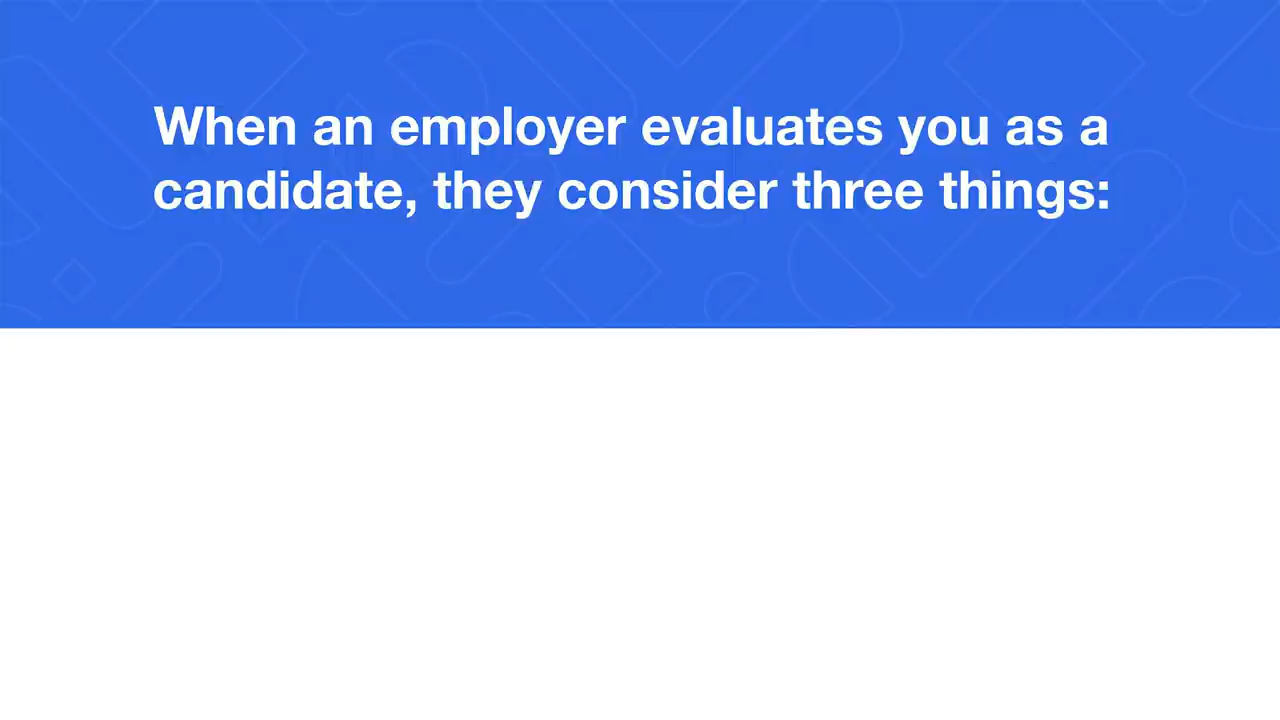 When an employer evaluates you as a
candidate, they consider three things: